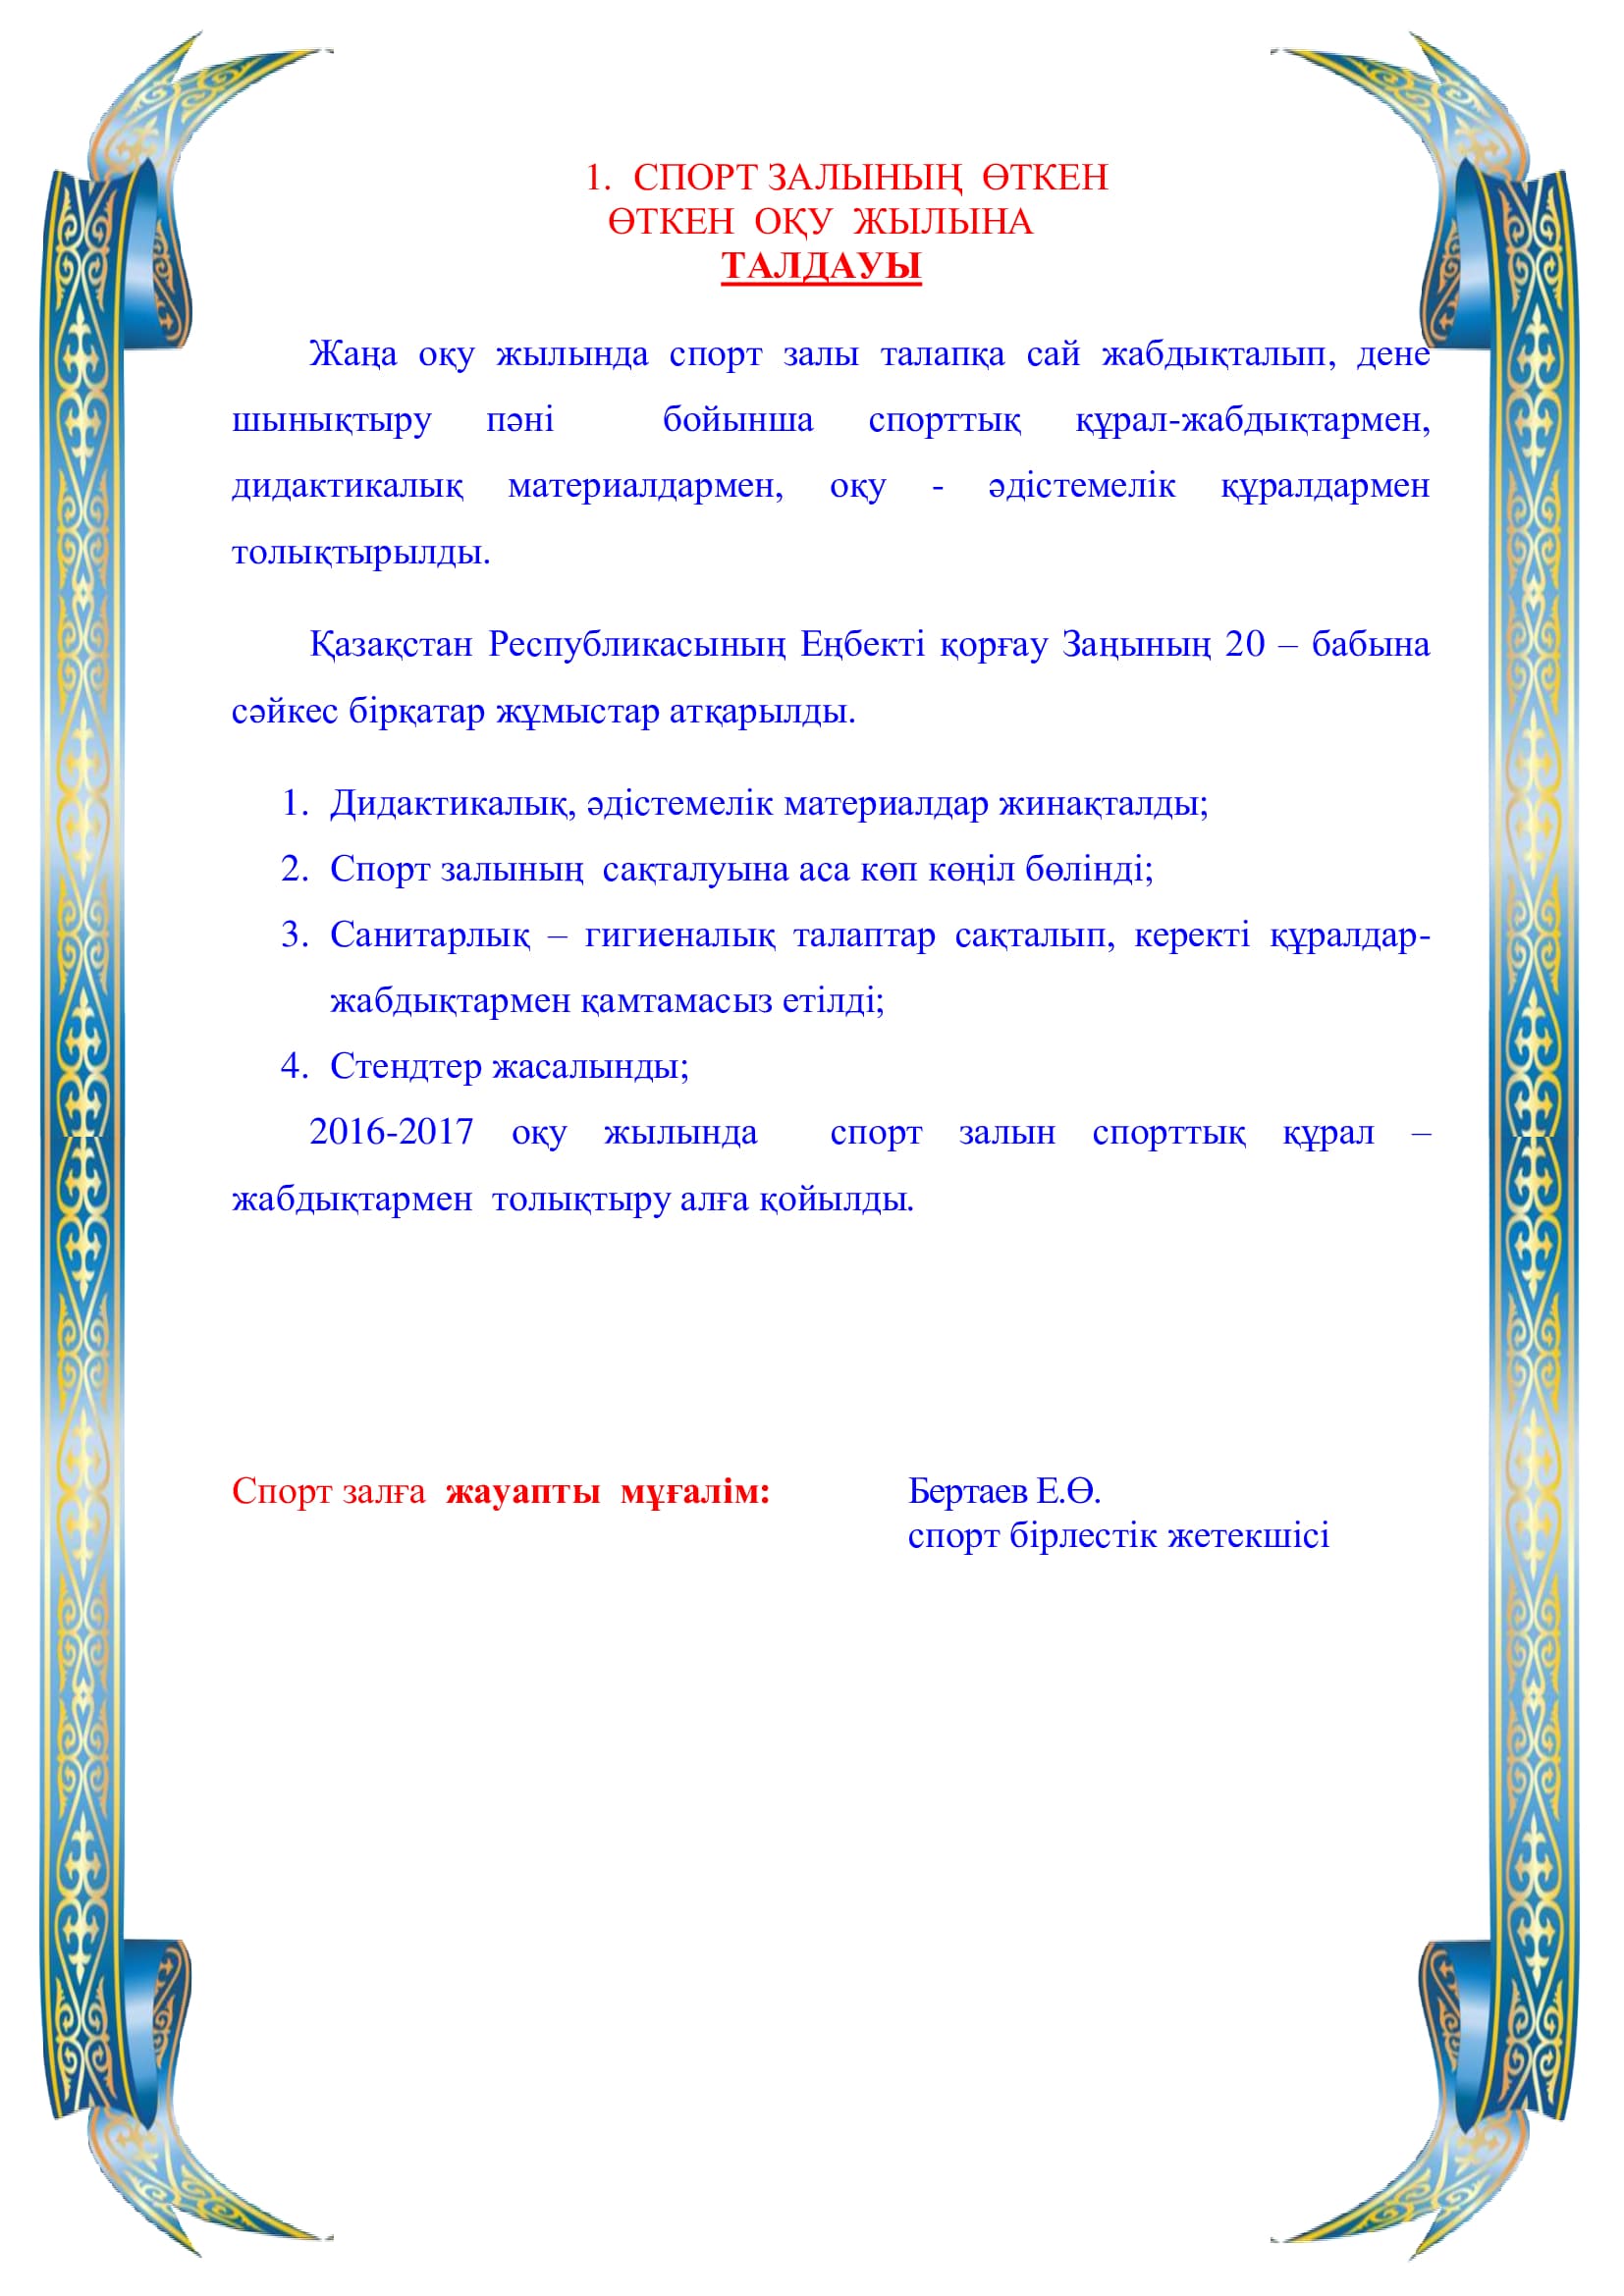 1. СПОРТ ЗАЛЫНЫҢ ӨТКЕН
ӨТКЕН ОҚУ ЖЫЛЫНА
ТАЛДАУЫ
Жаңа оқу жылында спорт залы талапқа сай жабдықталып, дене
шынықтыру пәні бойынша спорттық құрал-жабдықтармен,
дидактикалық материалдармен, оқу - әдістемелік құралдармен
толықтырылды.
Қазақстан Республикасының Еңбекті қорғау Заңының 20 – бабына
сәйкес бірқатар жұмыстар атқарылды.
1. Дидактикалық, әдістемелік материалдар жинақталды;
2. Спорт залының сақталуына аса көп көңіл бөлінді;
3. Санитарлық – гигиеналық талаптар сақталып, керекті құралдар-
жабдықтармен қамтамасыз етілді;
4. Стендтер жасалынды;
2016-2017 оқу жылында спорт залын спорттық құрал –
жабдықтармен толықтыру алға қойылды.
Спорт залға жауапты мұғалім: Бертаев Е.Ө.
спорт бірлестік жетекшісі